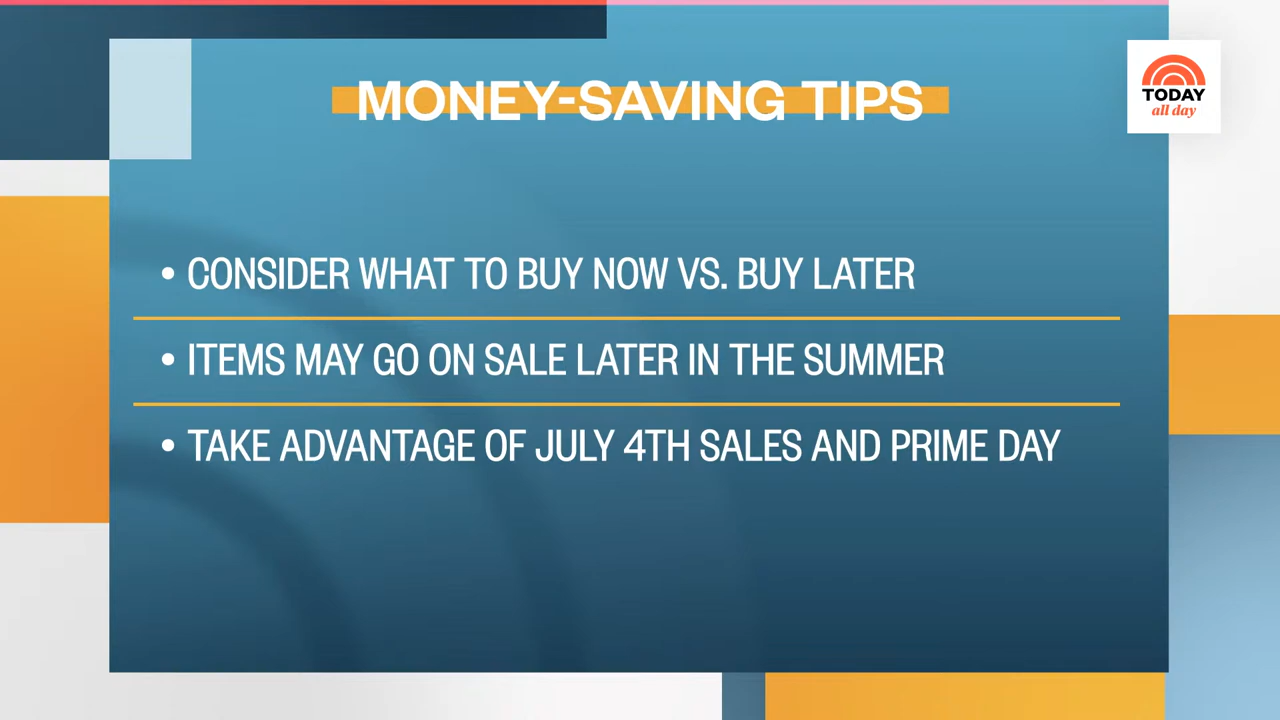 MONEY-SAVING TIPS
TODAY
all day
• CONSIDER WHAT TO BUY NOW VS. BUY LATER
• ITEMS MAY GO ON SALE LATER IN THE SUMMER
• TAKE ADVANTAGE OF JULY 4TH SALES AND PRIME DAY